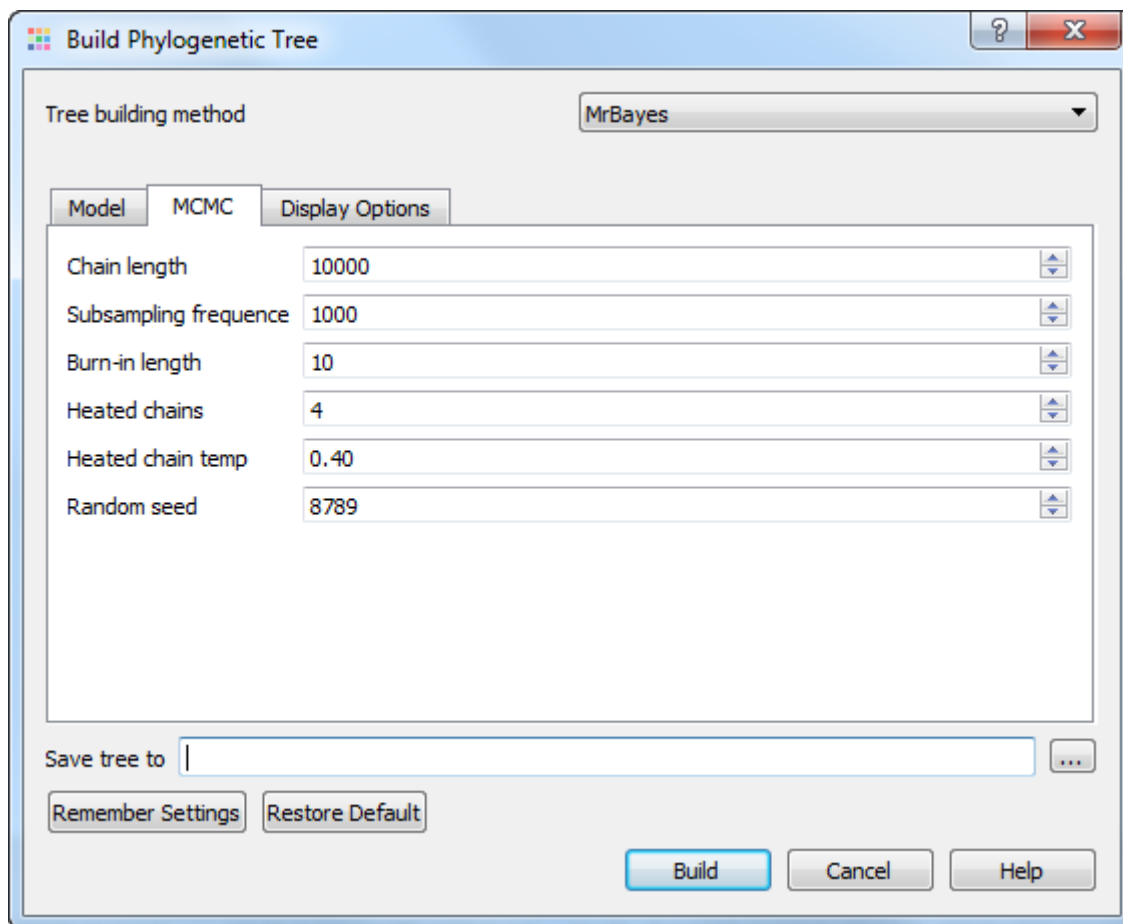 Build Phylogenetic Tree
?
Tree building method MrBayes
Model MCMC Display Options
Chain length 10000
Subsampling frequence 1000
Burn-in length 10
Heated chains 4
Heated chain temp 0.40
Random seed 8789
Save tree to ...
Remember Settings Restore Default
Build Cancel Help